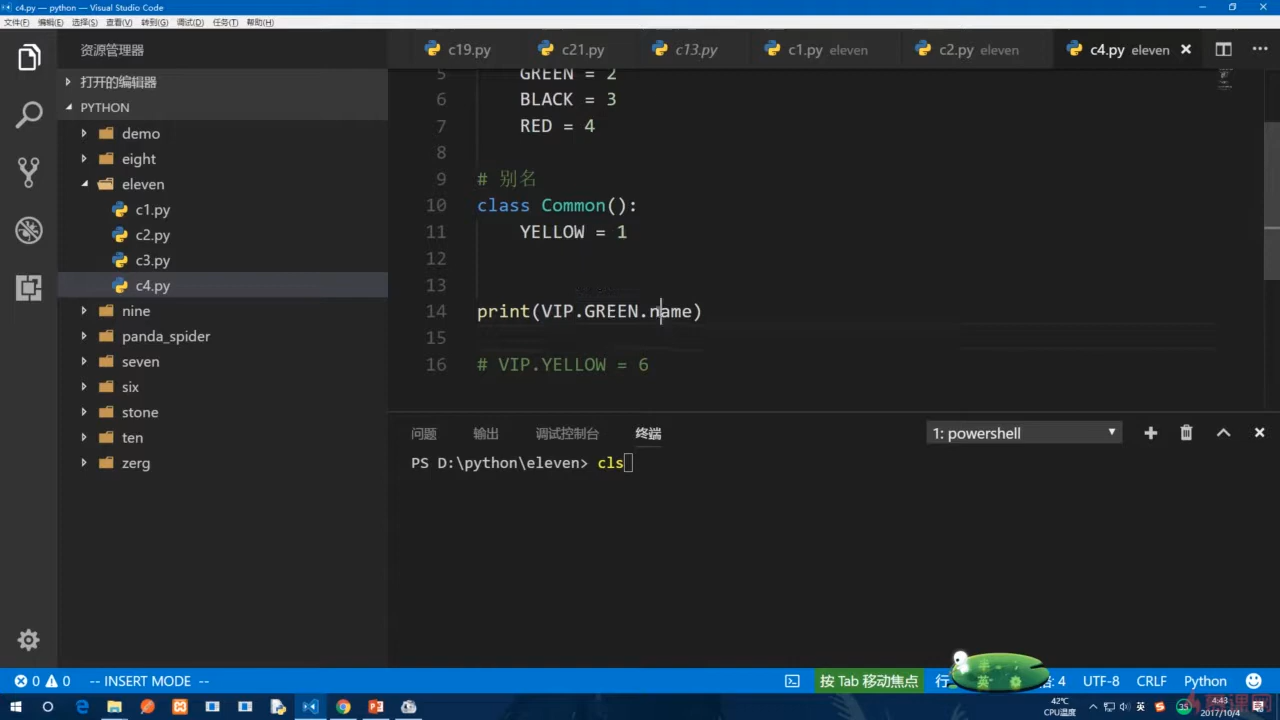 c4.py — python — Visual Studio Code
文件(F) 编辑(E) 选择(S) 查看(V) 转到(G) 调试(D) 任务(T) 帮助(H)
资源管理器
c19.py c21.py c13.py c1.py eleven c2.py eleven c4.py eleven
打开的编辑器
PYTHON
demo
eight
eleven
c1.py
c2.py
c3.py
c4.py
nine
panda_spider
seven
six
stone
ten
zerg
5 GREEN = 2
6 BLACK = 3
7 RED = 4
8
9 # 别名
10 class Common():
11 YELLOW = 1
12
13
14 print(VIP.GREEN.name)
15
16 # VIP.YELLOW = 6
问题 输出 调试控制台 终端 1: powershell
PS D:\python\eleven> cls
0 0 -- INSERT MODE -- 按 Tab 移动焦点 行 : 4 UTF-8 CRLF Python
42℃
CPU温度
英
4:43
2017/10/4